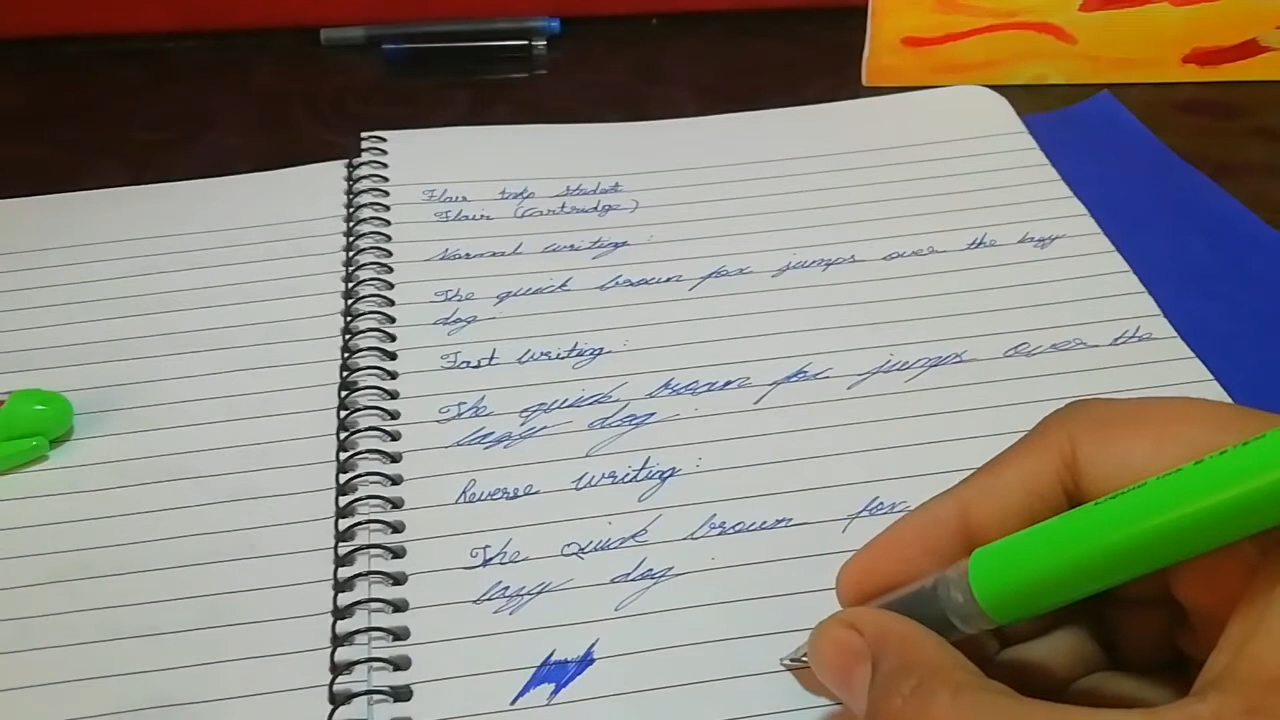 Flair student
Flair (Cartridge)
Normal writing:
The quick brown fox jumps over the lazy
dog.
Fast writing:
The quick brown fox jumps over the
lazy dog.
Reverse writing:
The quick brown fox
lazy dog.